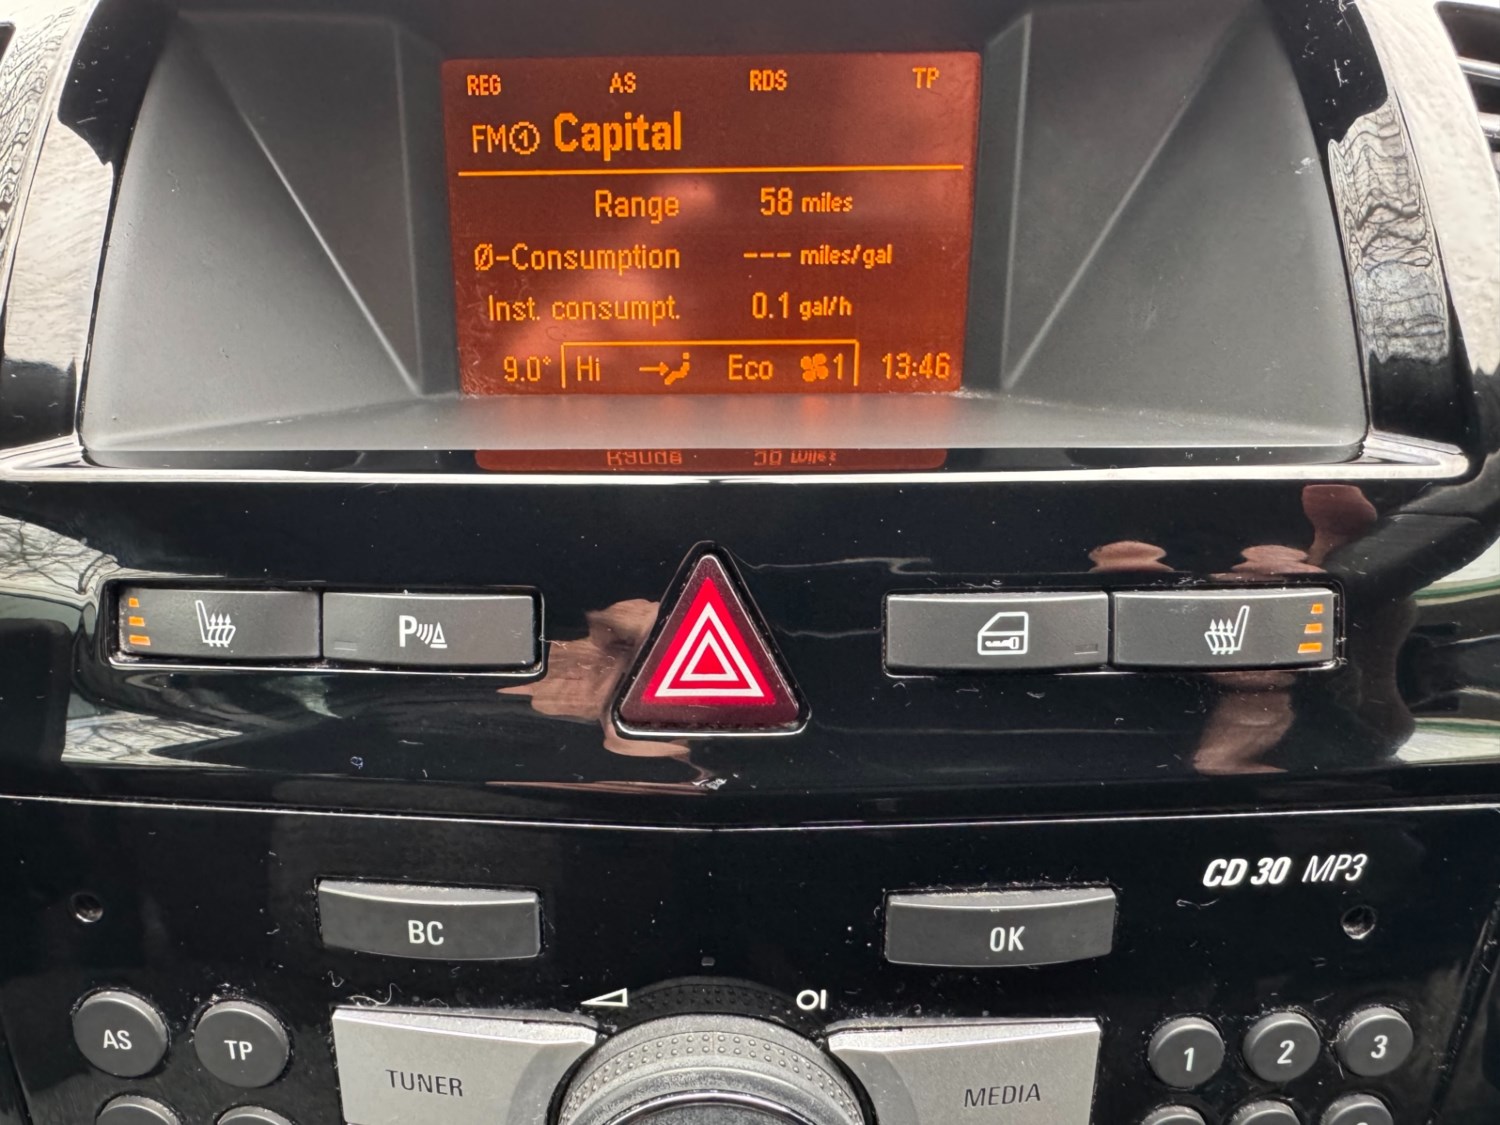 REG AS RDS TP
FM① Capital
Range 58 miles
Ø-Consumption --- miles/gal
Inst. consumpt. 0.1 gal/h
9.0° Hi Eco 1 13:46
P
CD 30 MP3
BC OK
AS TP 1 2 3
TUNER MEDIA